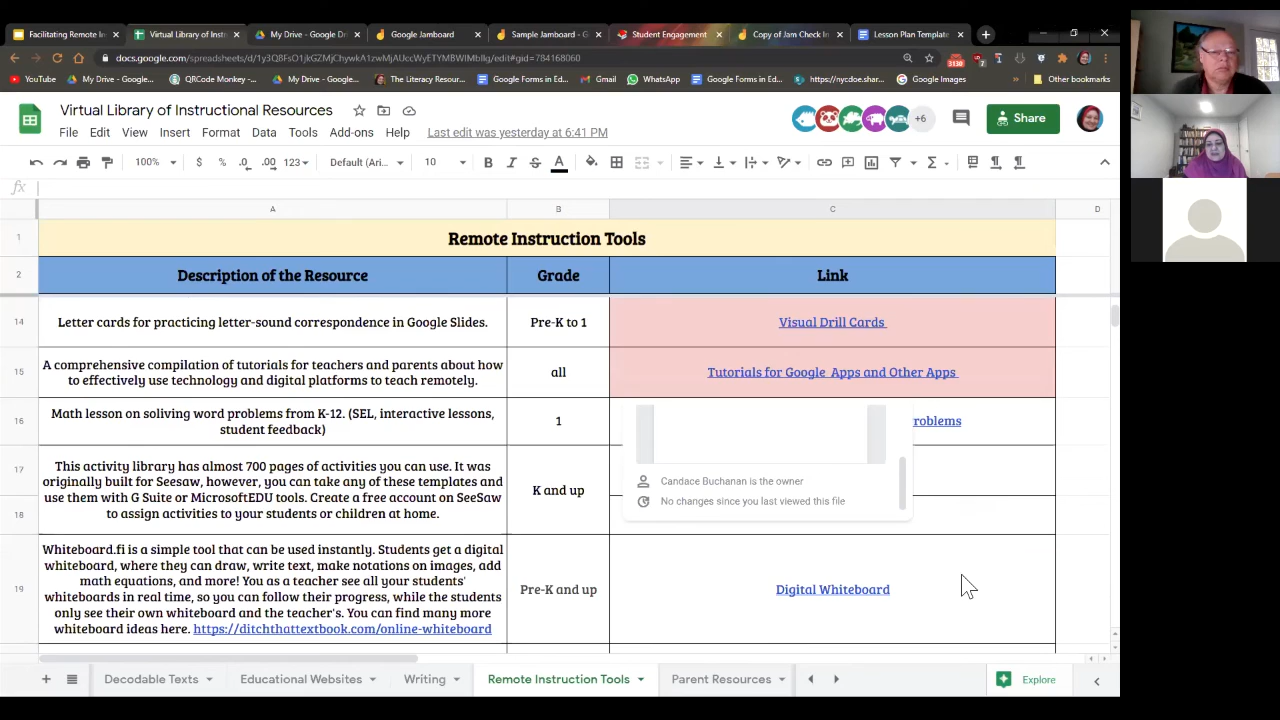 Facilitating Remote In
Virtual Library of Instr
My Drive - Google Dri
Google Jamboard
Sample Jamboard - G
Student Engagement
Copy of Jam Check In
Lesson Plan Template
docs.google.com/spreadsheets/d/1y3Q8FsO1jkGZMjChywkA1zwMjAUccWyETYMBWIMbllg/edit#gid=784168060
YouTube
My Drive - Google...
QRCode Monkey -...
My Drive - Google...
The Literacy Resour...
Google Forms in Ed...
Gmail
WhatsApp
Google Forms in Ed...
https://nycdoe.shar...
Google Images
Other bookmarks
Virtual Library of Instructional Resources
+6
Share
File Edit View Insert Format Data Tools Add-ons Help Last edit was yesterday at 6:41 PM
100% $ % .0 .00 123 Default (Ari... 10 B I S A
fx
A B C D
1 Remote Instruction Tools
2 Description of the Resource Grade Link
14 Letter cards for practicing letter-sound correspondence in Google Slides. Pre-K to 1 Visual Drill Cards
15 A comprehensive compilation of tutorials for teachers and parents about how
to effectively use technology and digital platforms to teach remotely.
all
Tutorials for Google Apps and Other Apps
16 Math lesson on soliving word problems from K-12. (SEL, interactive lessons,
student feedback)
1
roblems
17
This activity library has almost 700 pages of activities you can use. It was
originally built for Seesaw, however, you can take any of these templates and
use them with G Suite or MicrosoftEDU tools. Create a free account on SeeSaw
18 to assign activities to your students or children at home.
K and up
Candace Buchanan is the owner
No changes since you last viewed this file
19
Whiteboard.fi is a simple tool that can be used instantly. Students get a digital
whiteboard, where they can draw, write text, make notations on images, add
math equations, and more! You as a teacher see all your students'
whiteboards in real time, so you can follow their progress, while the students
only see their own whiteboard and the teacher's. You can find many more
whiteboard ideas here. https://ditchthattextbook.com/online-whiteboard
Pre-K and up
Digital Whiteboard
Decodable Texts
Educational Websites
Writing
Remote Instruction Tools
Parent Resources
Explore